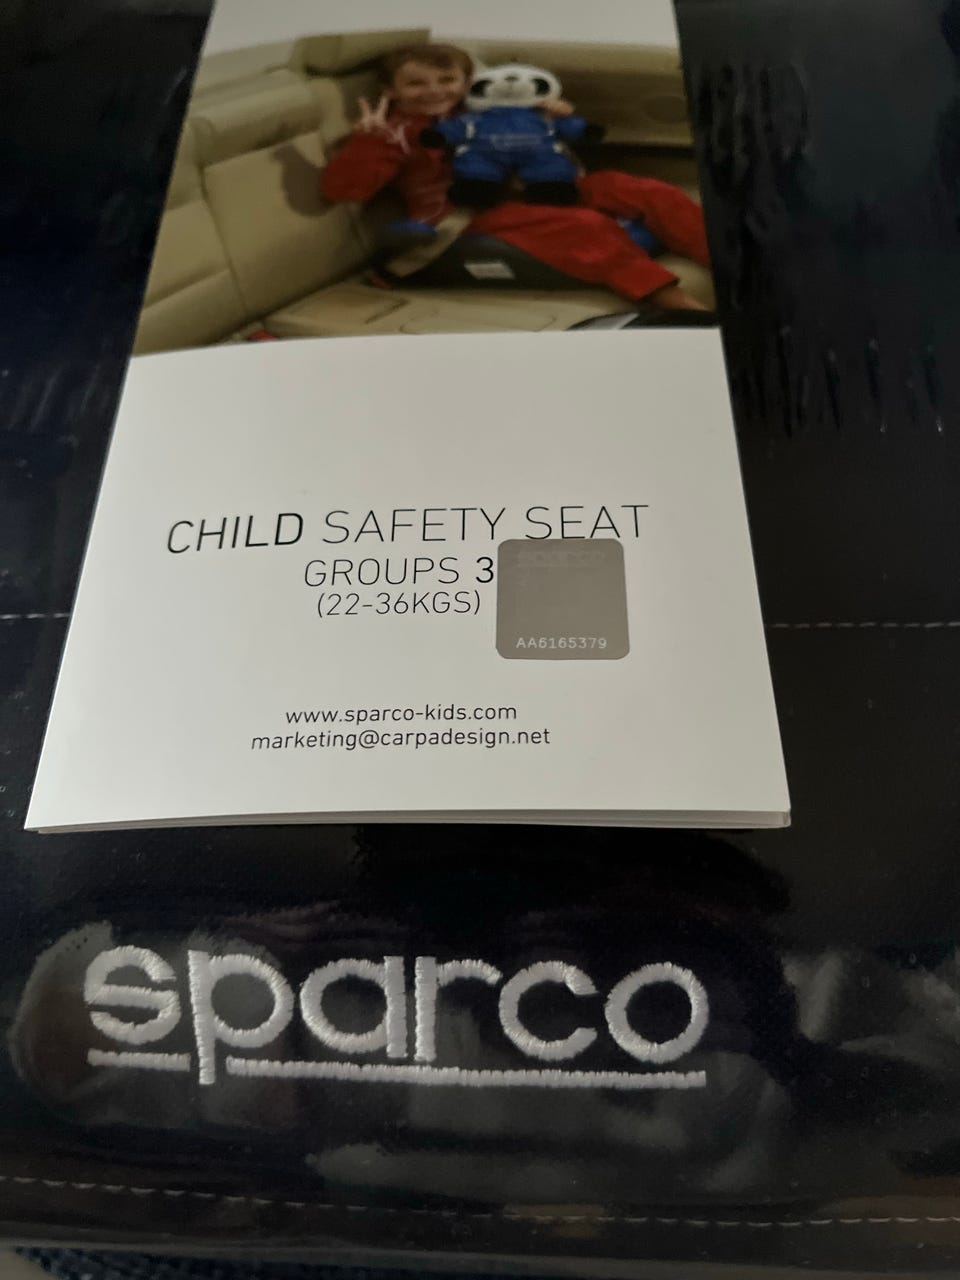 CHILD SAFETY SEAT
GROUPS 3
(22-36KGS)
AA6165379
www.sparco-kids.com
marketing@carpadesign.net
sparco